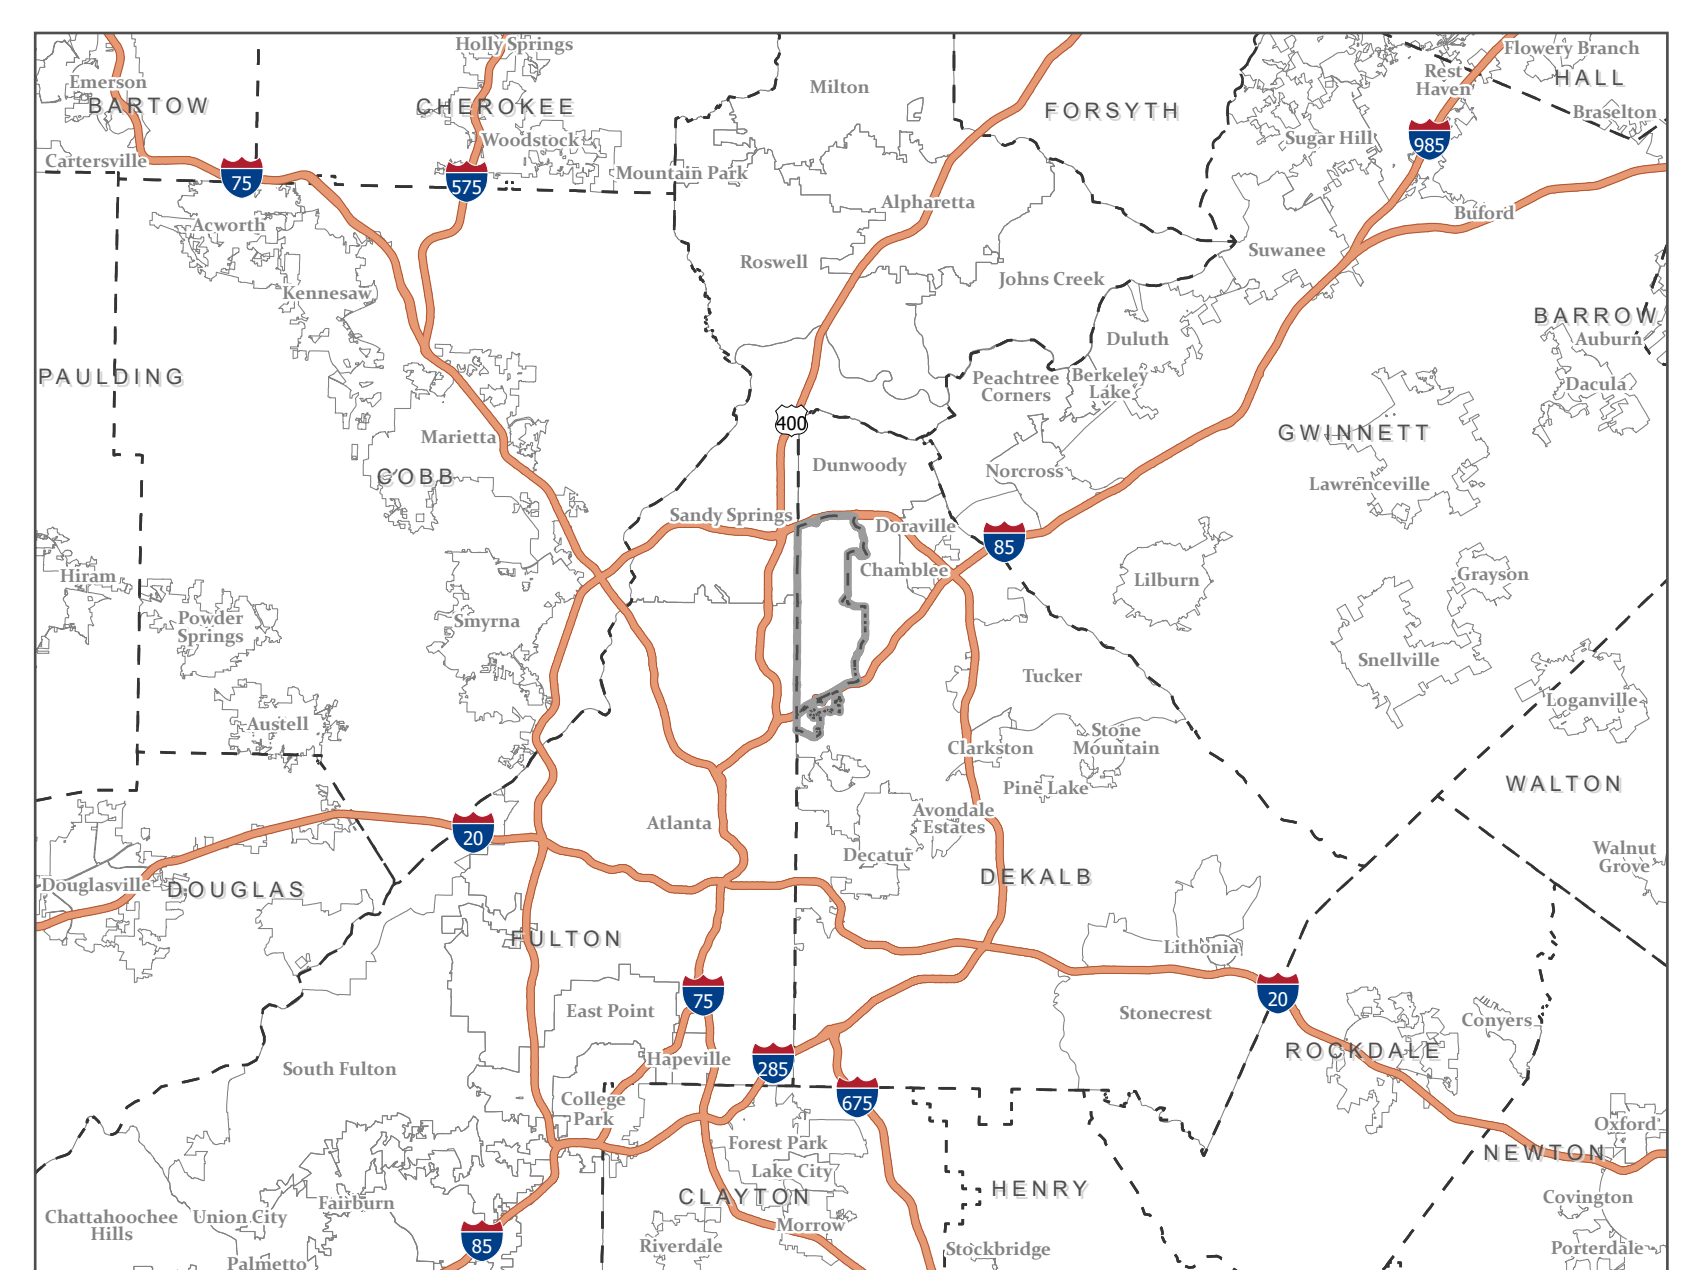 Holly Springs
Flowery Branch
Emerson
Milton
Rest
Haven
HALL
BARTOW
CHEROKEE
FORSYTH
Braselton
Woodstock
Sugar Hill
985
Cartersville
75
575
Mountain Park
Alpharetta
Buford
Acworth
Roswell
Suwanee
Johns Creek
Kennesaw
BARROW
Duluth
Auburn
PAULDING
Peachtree
Corners
Berkeley
Lake
Dacula
400
Marietta
GWINNETT
Dunwoody
COBB
Norcross
Lawrenceville
Sandy Springs
Doraville
85
Chamblee
Hiram
Lilburn
Grayson
Powder
Springs
Smyrna
Snellville
Tucker
Loganville
Austell
Clarkston
Stone
Mountain
Pine Lake
WALTON
Avondale
Estates
Atlanta
20
Decatur
Walnut
Grove
Douglasville
DOUGLAS
DEKALB
FULTON
Lithonia
75
20
East Point
Stonecrest
Conyers
ROCKDALE
South Fulton
Hapeville
285
675
College
Park
Oxford
Forest Park
NEWTON
Lake City
HENRY
CLAYTON
Fairburn
Covington
Chattahoochee
Hills
Union City
Morrow
85
Riverdale
Stockbridge
Porterdale
Palmetto